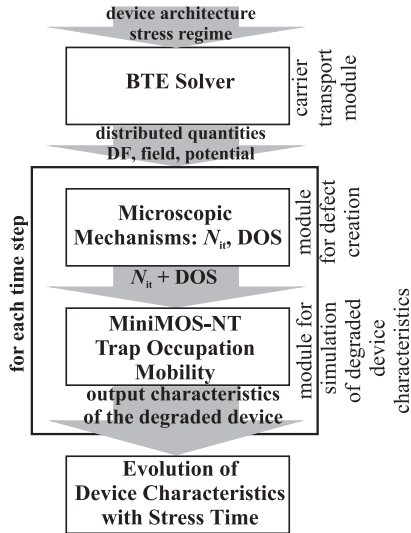 device architecture
stress regime
BTE Solver
carrier
transport
module
distributed quantities
DF, field, potential
for each time step
Microscopic
Mechanisms: Nit, DOS
module
for defect
creation
Nit + DOS
MiniMOS-NT
Trap Occupation
Mobility
module for
simulation
of degraded
device
characteristics
output characteristics
of the degraded device
Evolution of
Device Characteristics
with Stress Time